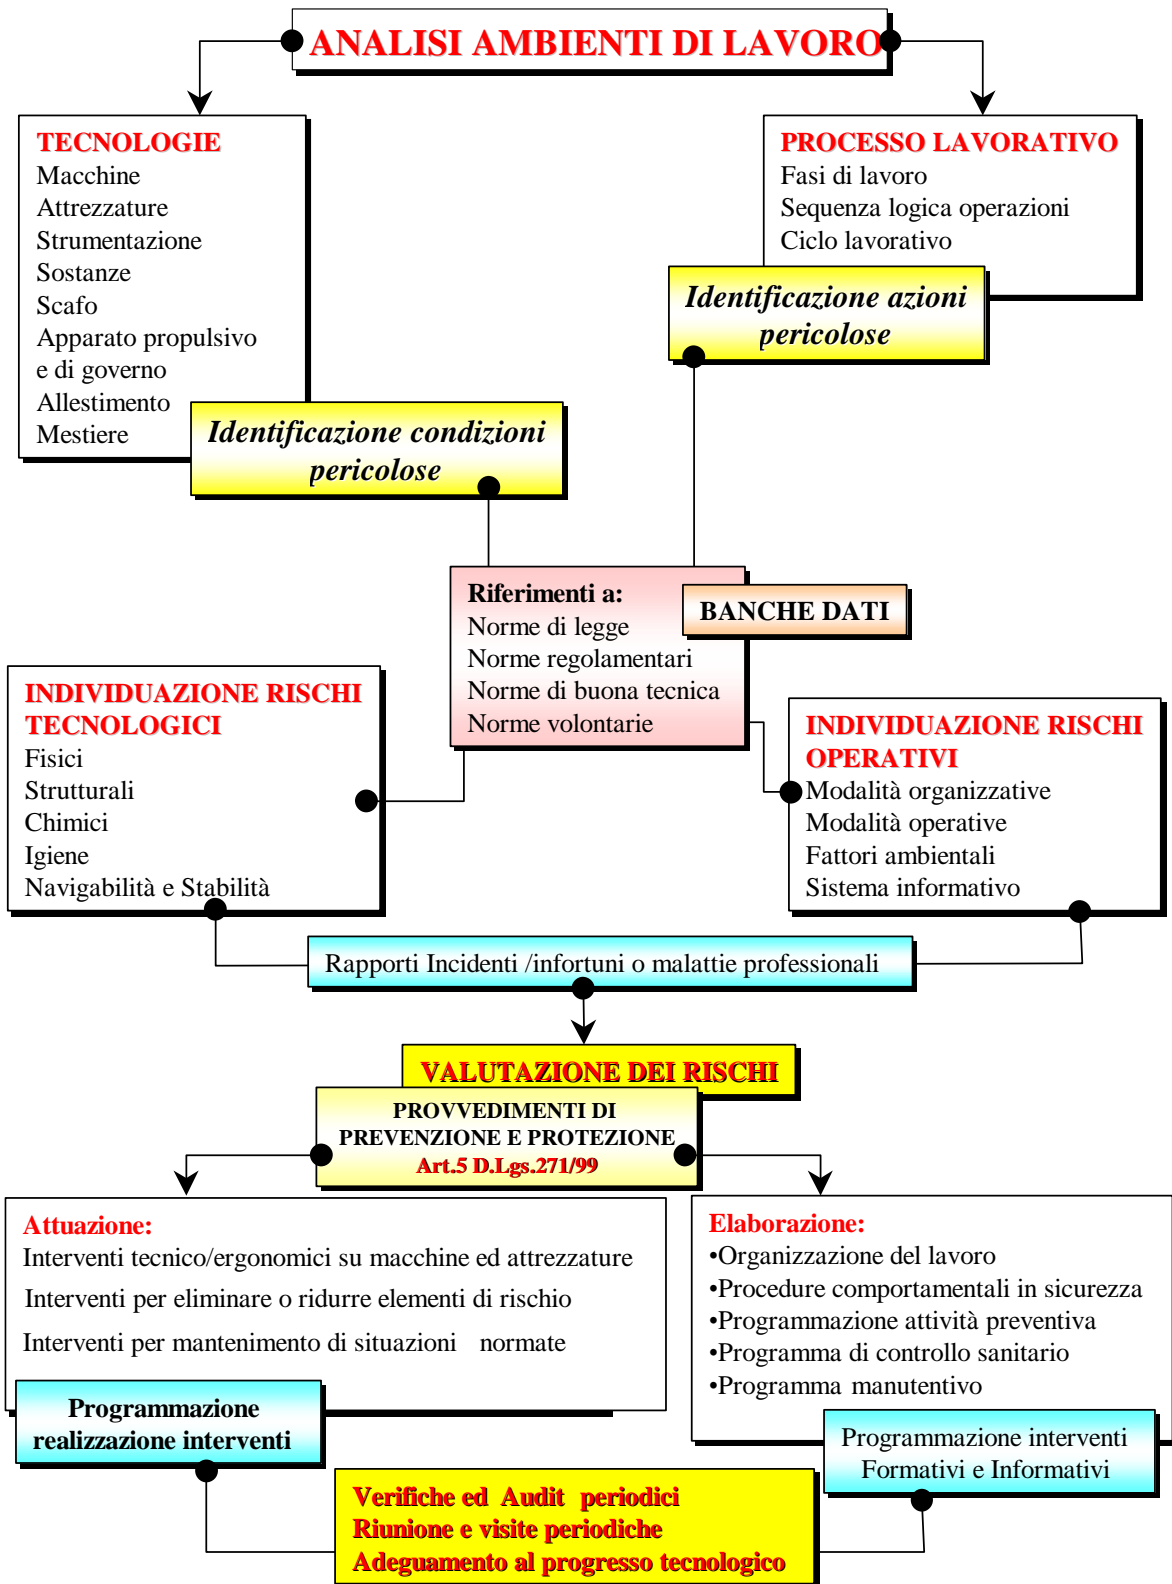 ANALISI AMBIENTI DI LAVORO
TECNOLOGIE
Macchine
Attrezzature
Strumentazione
Sostanze
Scafo
Apparato propulsivo
e di governo
Allestimento
Mestiere
Identificazione condizioni
pericolose
PROCESSO LAVORATIVO
Fasi di lavoro
Sequenza logica operazioni
Ciclo lavorativo
Identificazione azioni
pericolose
Riferimenti a:
Norme di legge
Norme regolamentari
Norme di buona tecnica
Norme volontarie
BANCHE DATI
INDIVIDUAZIONE RISCHI
TECNOLOGICI
Fisici
Strutturali
Chimici
Igiene
Navigabilità e Stabilità
INDIVIDUAZIONE RISCHI
OPERATIVI
Modalità organizzative
Modalità operative
Fattori ambientali
Sistema informativo
Rapporti Incidenti /infortuni o malattie professionali
VALUTAZIONE DEI RISCHI
PROVVEDIMENTI DI
PREVENZIONE E PROTEZIONE
Art.5 D.Lgs.271/99
Attuazione:
Interventi tecnico/ergonomici su macchine ed attrezzature
Interventi per eliminare o ridurre elementi di rischio
Interventi per mantenimento di situazioni normate
Programmazione
realizzazione interventi
Elaborazione:
•Organizzazione del lavoro
•Procedure comportamentali in sicurezza
•Programmazione attività preventiva
•Programma di controllo sanitario
•Programma manutentivo
Programmazione interventi
Formativi e Informativi
Verifiche ed Audit periodici
Riunione e visite periodiche
Adeguamento al progresso tecnologico